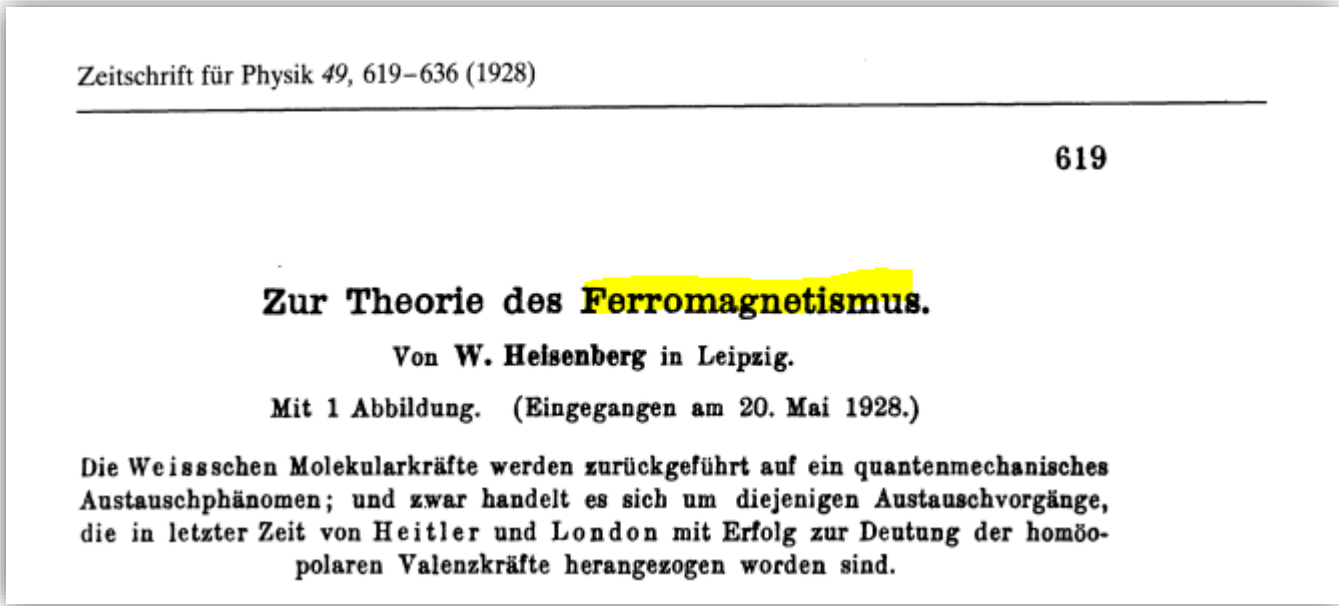 Zeitschrift für Physik 49, 619–636 (1928)
619
Zur Theorie des Ferromagnetismus.
Von W. Heisenberg in Leipzig.
Mit 1 Abbildung. (Eingegangen am 20. Mai 1928.)
Die Weissschen Molekularkräfte werden zurückgeführt auf ein quantenmechanisches
Austauschphänomen; und zwar handelt es sich um diejenigen Austauschvorgänge,
die in letzter Zeit von Heitler und London mit Erfolg zur Deutung der homöo-
polaren Valenzkräfte herangezogen worden sind.